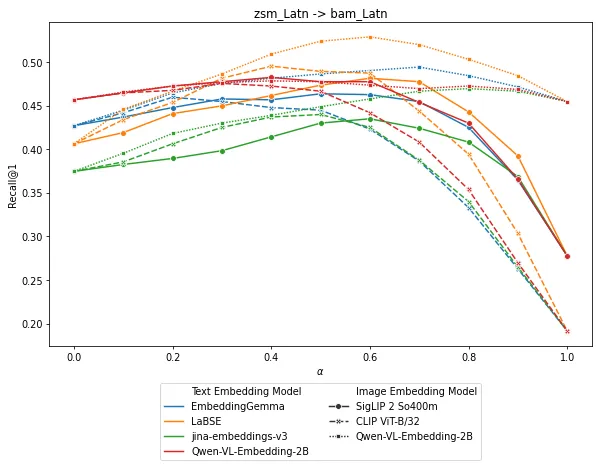 zsm_Latn -> bam_Latn
Recall@1
0.50
0.45
0.40
0.35
0.30
0.25
0.20
0.0 0.2 0.4 0.6 0.8 1.0
α
Text Embedding Model Image Embedding Model
EmbeddingGemma SigLIP 2 So400m
LaBSE CLIP ViT-B/32
jina-embeddings-v3 Qwen-VL-Embedding-2B
Qwen-VL-Embedding-2B